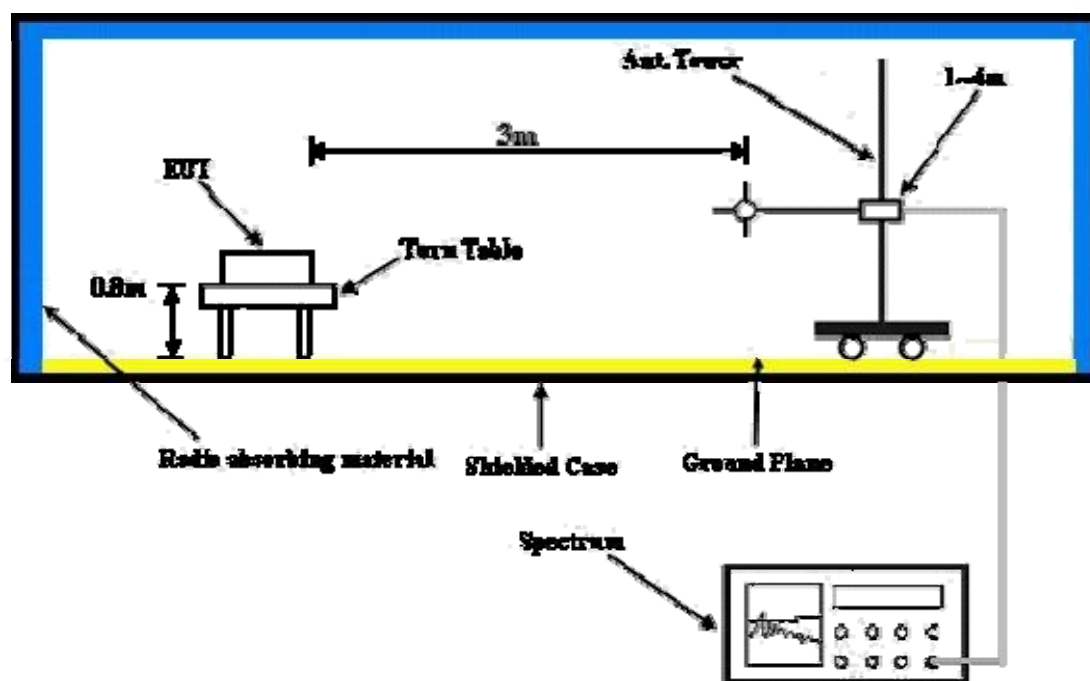 Ant. Tower
1~4m
3m
EUT
Turn Table
0.8m
Radio absorbing material
Shielded Case
Ground Plane
Spectrum